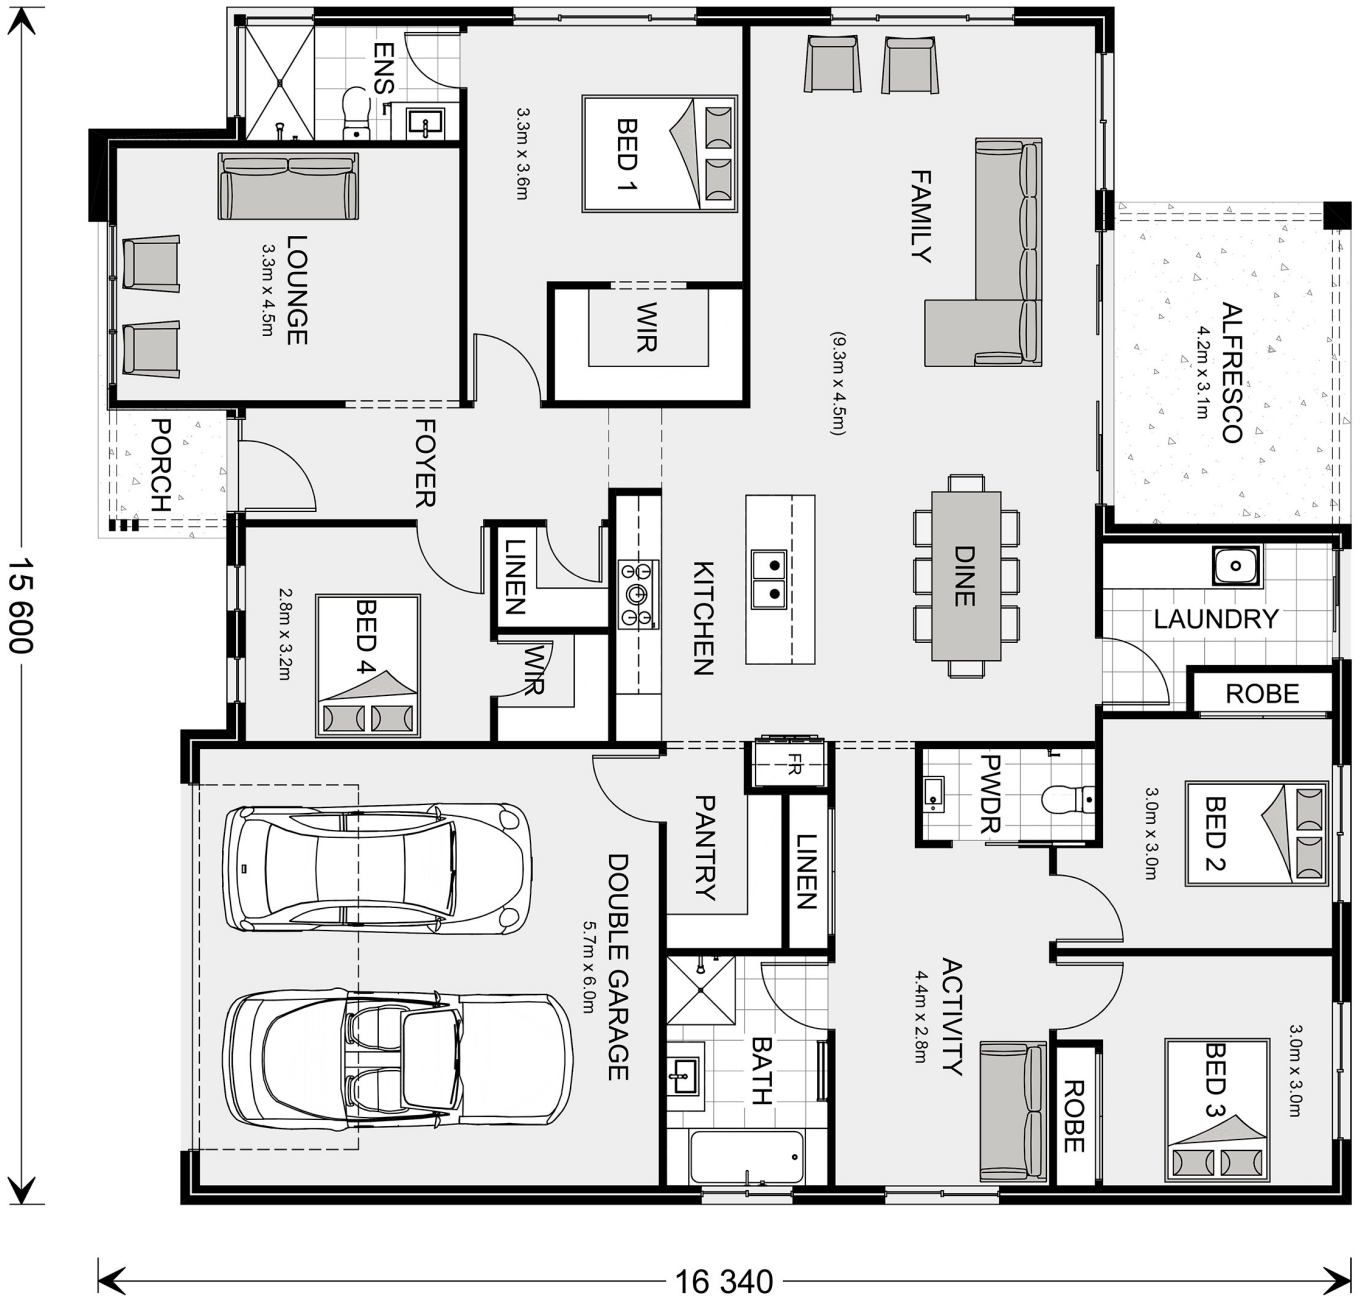 ENS
BED 1
3.3m x 3.6m
FAMILY
(9.3m x 4.5m)
LOUNGE
3.3m x 4.5m
WIR
ALFRESCO
4.2m x 3.1m
PORCH
FOYER
LINEN
KITCHEN
DINE
LAUNDRY
ROBE
BED 4
2.8m x 3.2m
WIR
FR
PANTRY
LINEN
PWDR
BED 2
3.0m x 3.0m
DOUBLE GARAGE
5.7m x 6.0m
BATH
ACTIVITY
4.4m x 2.8m
ROBE
BED 3
3.0m x 3.0m
15 600
16 340